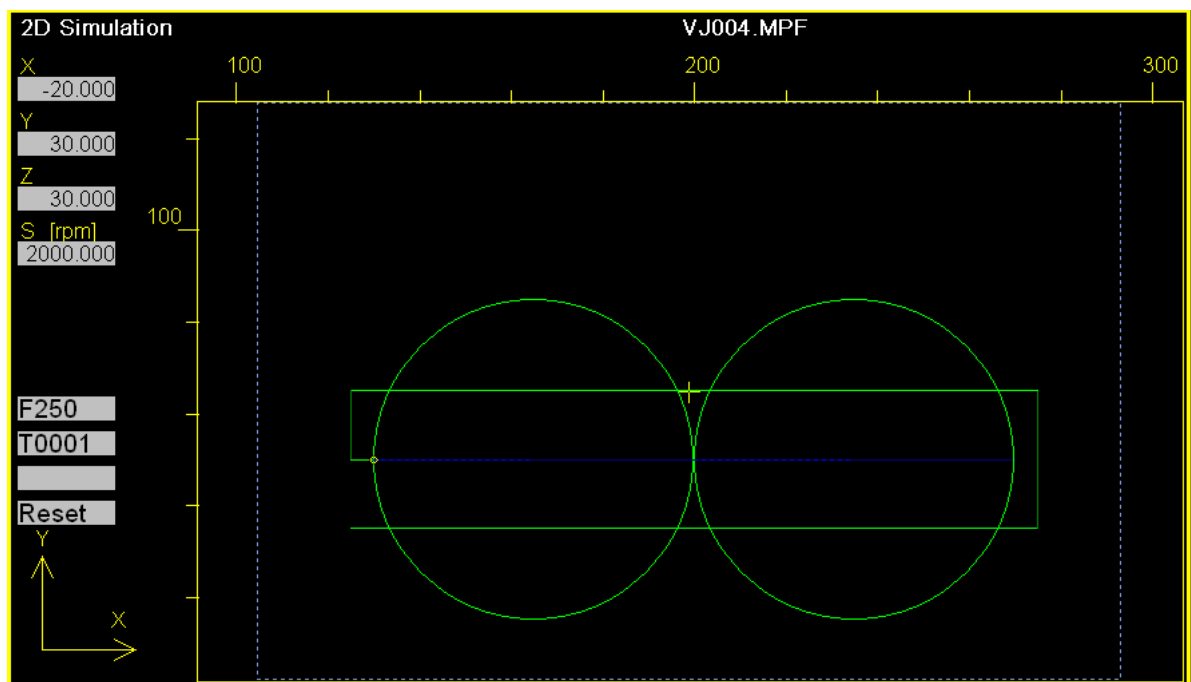 2D Simulation VJ004.MPF
X
-20.000
Y
30.000
Z
30.000
S [rpm]
2000.000
100 200 300
100
F250
T0001
Reset
Y
X